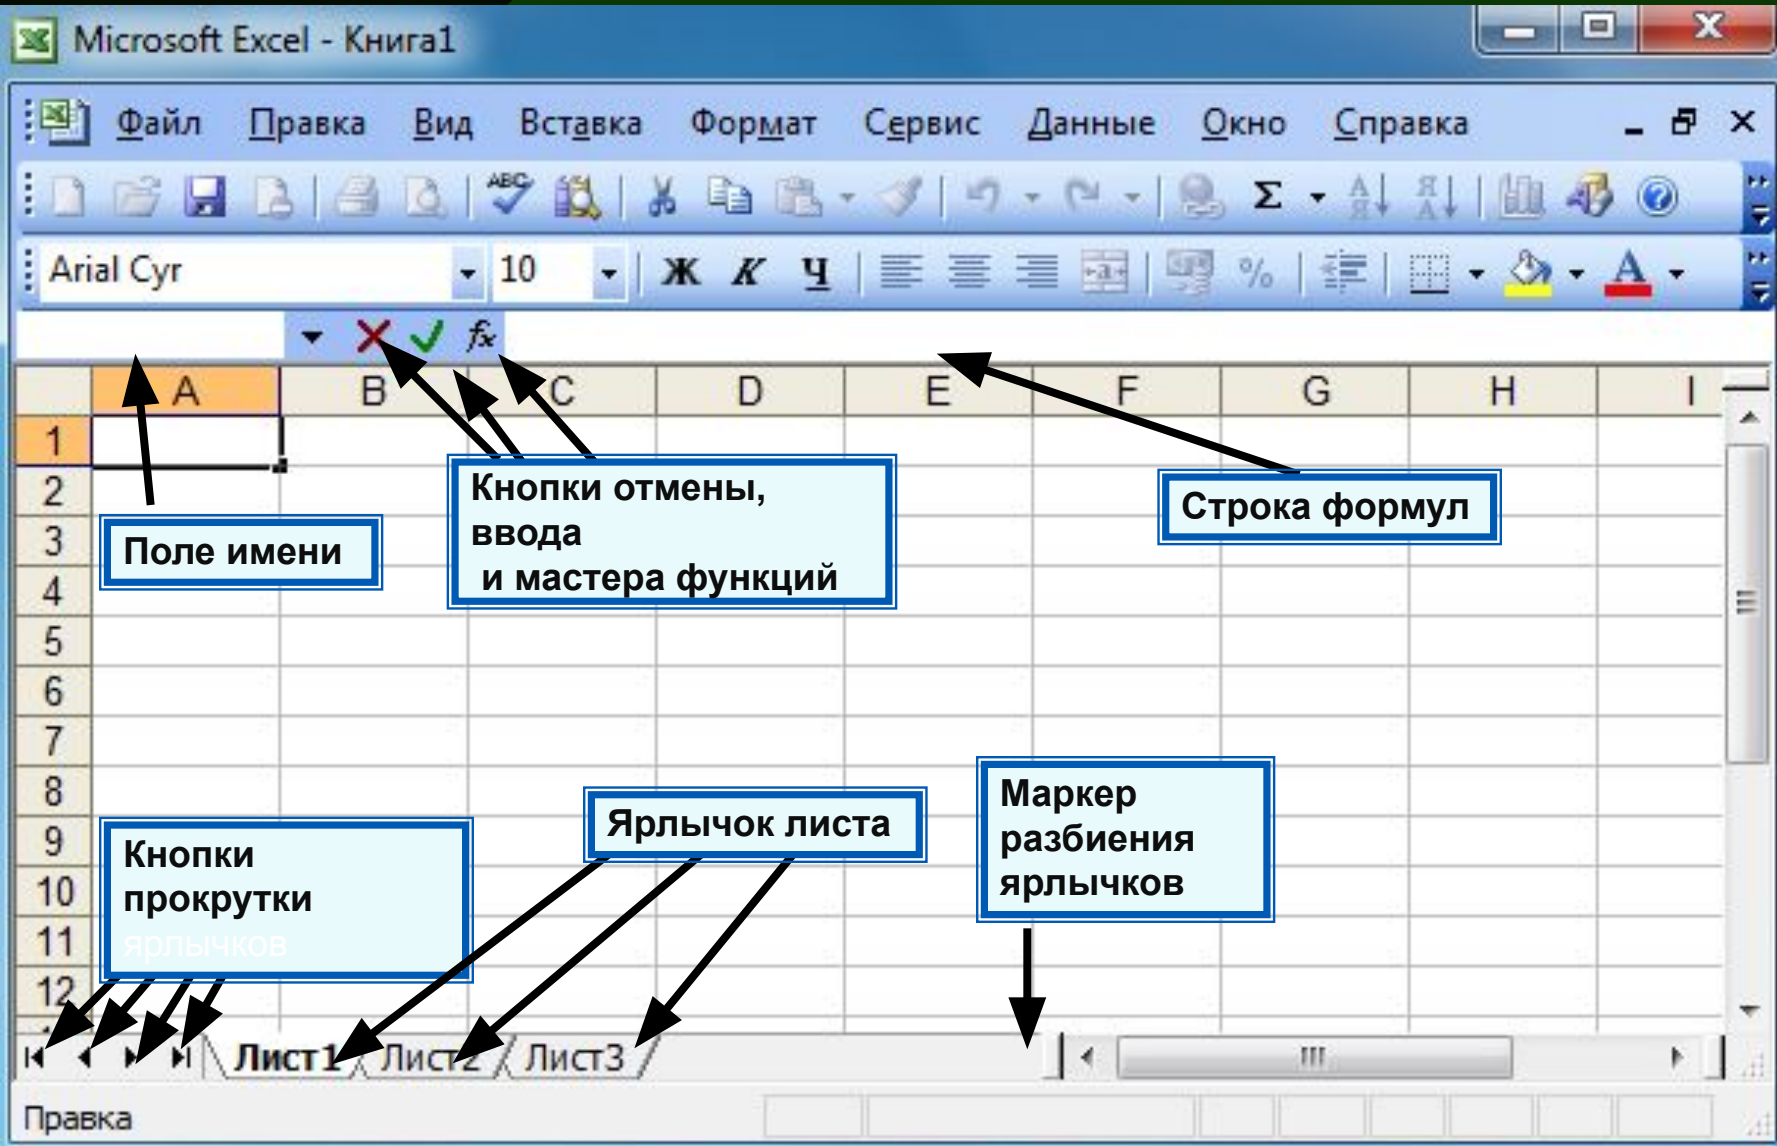 Microsoft Excel - Книга1
Файл Правка Вид Вставка Формат Сервис Данные Окно Справка
Arial Cyr 10 Ж К Ч %
fx
A B C D E F G H I
1
2
3
4
5
6
7
8
9
10
11
12
Поле имени
Кнопки отмены,
ввода
и мастера функций
Строка формул
Кнопки
прокрутки
ярлычков
Ярлычок листа
Маркер
разбиения
ярлычков
Лист1 Лист2 Лист3
Правка